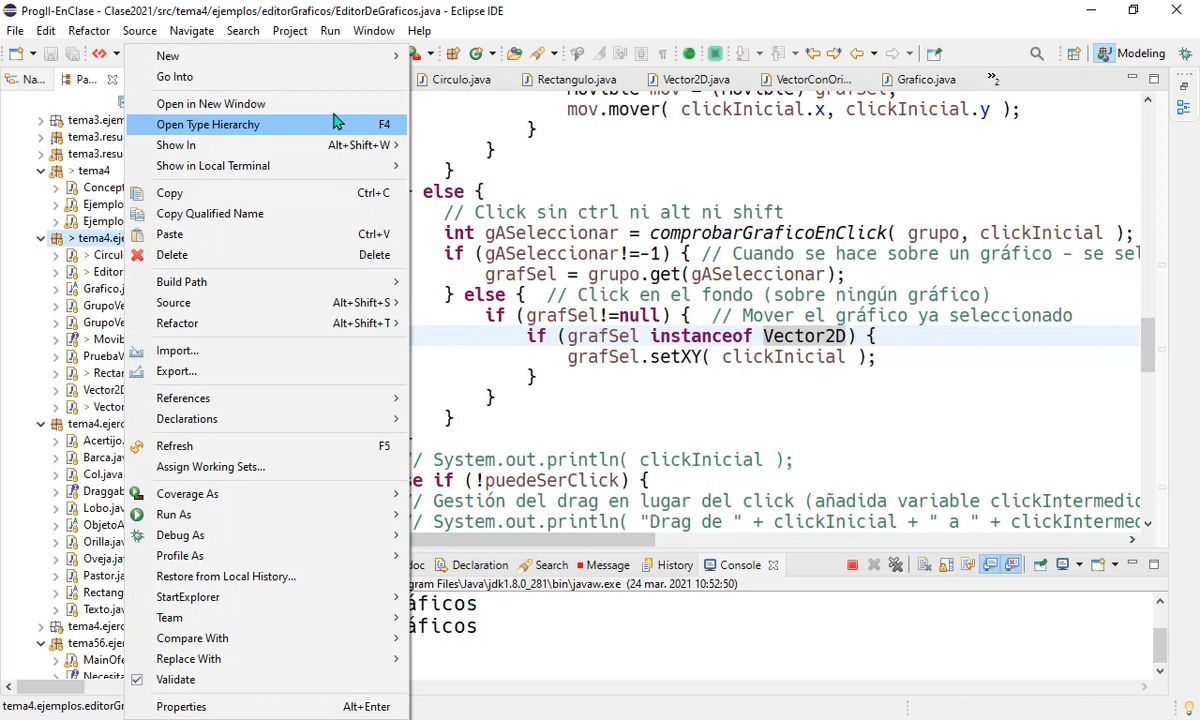 ProgII-EnClase - Clase2021/src/tema4/ejemplos/editorGraficos/EditorDeGraficos.java - Eclipse IDE
File Edit Refactor Source Navigate Search Project Run Window Help
Modeling
Na... Pa...
Circulo.java Rectangulo.java Vector2D.java VectorConOri... Grafico.java »2
tema3.ejem
tema3.resu
tema3.resu
> tema4
Concept
Ejemplo
Ejemplo
> tema4.eje
> Circul
> Editor
Grafico.j
GrupoVe
GrupoVe
> Movib
PruebaV
> Rectan
Vector2D
> Vector
tema4.ejerc
Acertijo.
Barca.jav
Col.java
Draggab
Lobo.jav
ObjetoA
Orilla.jav
Oveja.jav
Pastor.ja
Rectang
Texto.jav
tema4.ejerc
tema56.ejer
MainOfe
Necesita
tema4.ejemplos.editorGr
New
Go Into
Open in New Window
Open Type Hierarchy F4
Show In Alt+Shift+W >
Show in Local Terminal
Copy Ctrl+C
Copy Qualified Name
Paste Ctrl+V
Delete Delete
Build Path
Source Alt+Shift+S >
Refactor Alt+Shift+T >
Import...
Export...
References
Declarations
Refresh F5
Assign Working Sets...
Coverage As
Run As
Debug As
Profile As
Restore from Local History...
StartExplorer
Team
Compare With
Replace With
Validate
Properties Alt+Enter
mov.mover( clickInicial.x, clickInicial.y );
}
}
}
else {
// Click sin ctrl ni alt ni shift
int gASeleccionar = comprobarGraficoEnClick( grupo, clickInicial );
if (gASeleccionar!=-1) { // Cuando se hace sobre un gráfico - se sel
grafSel = grupo.get(gASeleccionar);
} else {  // Click en el fondo (sobre ningún gráfico)
if (grafSel!=null) {  // Mover el gráfico ya seleccionado
if (grafSel instanceof Vector2D) {
grafSel.setXY( clickInicial );
}
}
}
// System.out.println( clickInicial );
se if (!puedeSerClick) {
// Gestión del drag en lugar del click (añadida variable clickIntermedio
// System.out.println( "Drag de " + clickInicial + " a " + clickInterme
doc Declaration Search Message History Console
gram Files\Java\jdk1.8.0_281\bin\javaw.exe (24 mar. 2021 10:52:50)
áficos
áficos